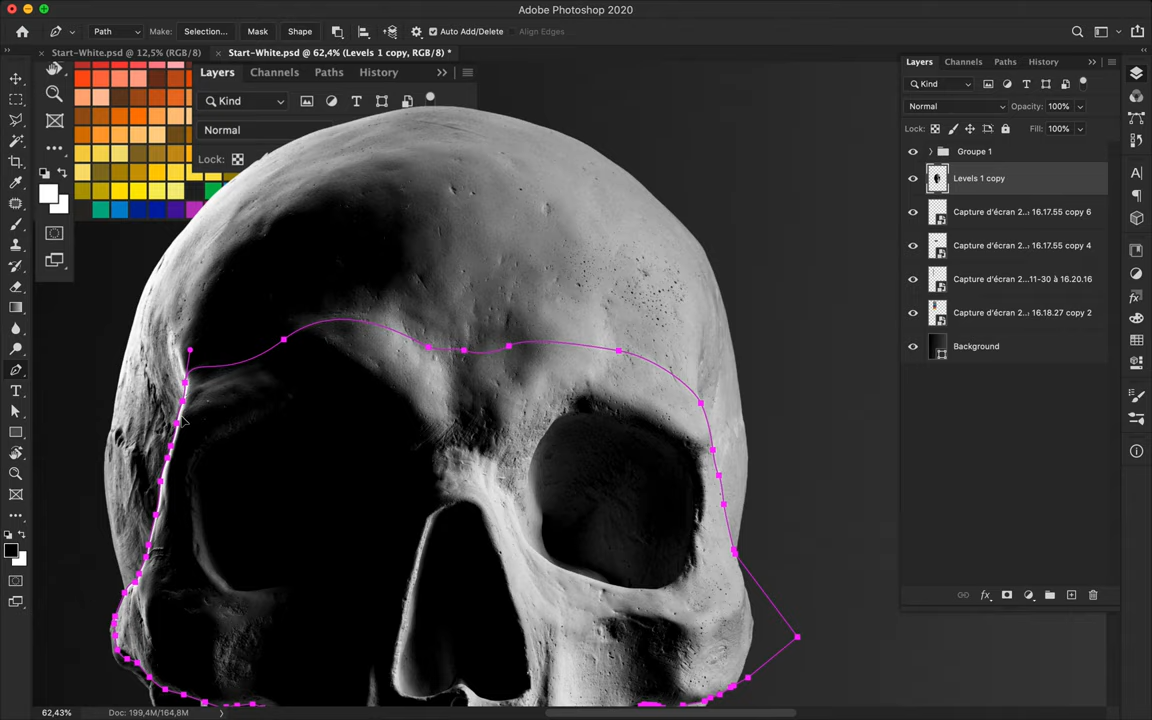 Adobe Photoshop 2020
Path Make: Selection... Mask Shape Auto Add/Delete Align Edges
× Start-White.psd @ 12,5% (RGB/8) × Start-White.psd @ 62,4% (Levels 1 copy, RGB/8) *
Layers Channels Paths History
Kind
Normal
Lock:
Layers Channels Paths
Kind
Normal Opacity: 100%
Lock: Fill: 100%
Groupe 1
Levels 1 copy
Capture d'écran 2...: 16.17.55 copy 6
Capture d'écran 2...: 16.17.55 copy 4
Capture d'écran 2...11-30 à 16.20.16
Capture d'écran 2...: 16.18.27 copy 2
Background
62,43% Doc: 199,4M/164,8M